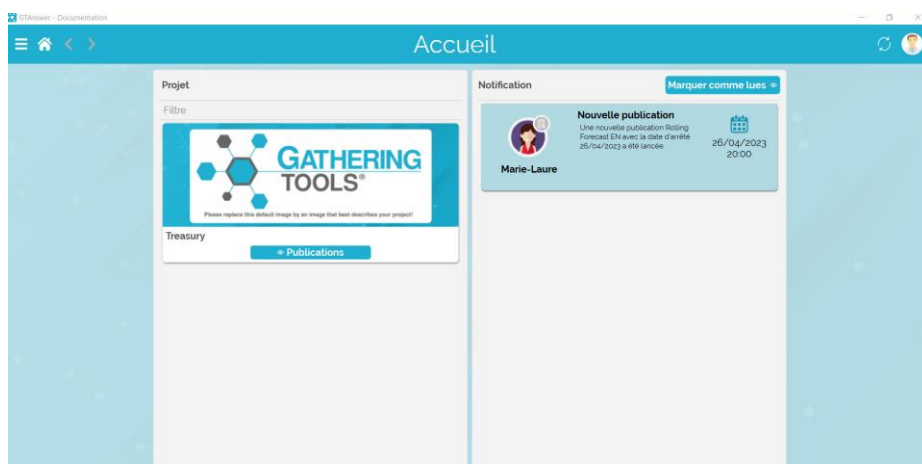 GTAnswer - Documentation
Accueil
Projet
Filtre
GATHERING
TOOLS®
Please replace this default image by an image that best describes your project!
Treasury
Publications
Notification
Marquer comme lues
Nouvelle publication
Une nouvelle publication Rolling
Forecast EN avec la date d'arrêté
26/04/2023 a été lancée.
Marie-Laure
26/04/2023
20:00